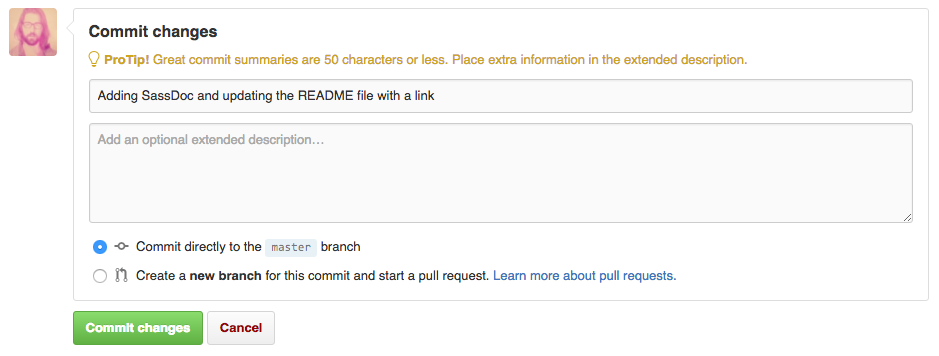 Commit changes
ProTip! Great commit summaries are 50 characters or less. Place extra information in the extended description.
Adding SassDoc and updating the README file with a link
Add an optional extended description…
Commit directly to the master branch
Create a new branch for this commit and start a pull request. Learn more about pull requests.
Commit changes Cancel